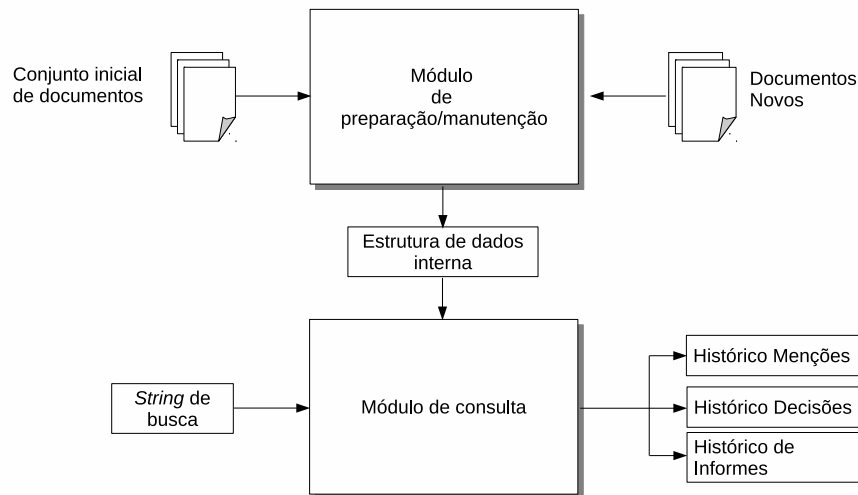 Conjunto inicial
de documentos
Módulo
de
preparação/manutenção
Documentos
Novos
Estrutura de dados
interna
String de
busca
Módulo de consulta
Histórico Menções
Histórico Decisões
Histórico de
Informes